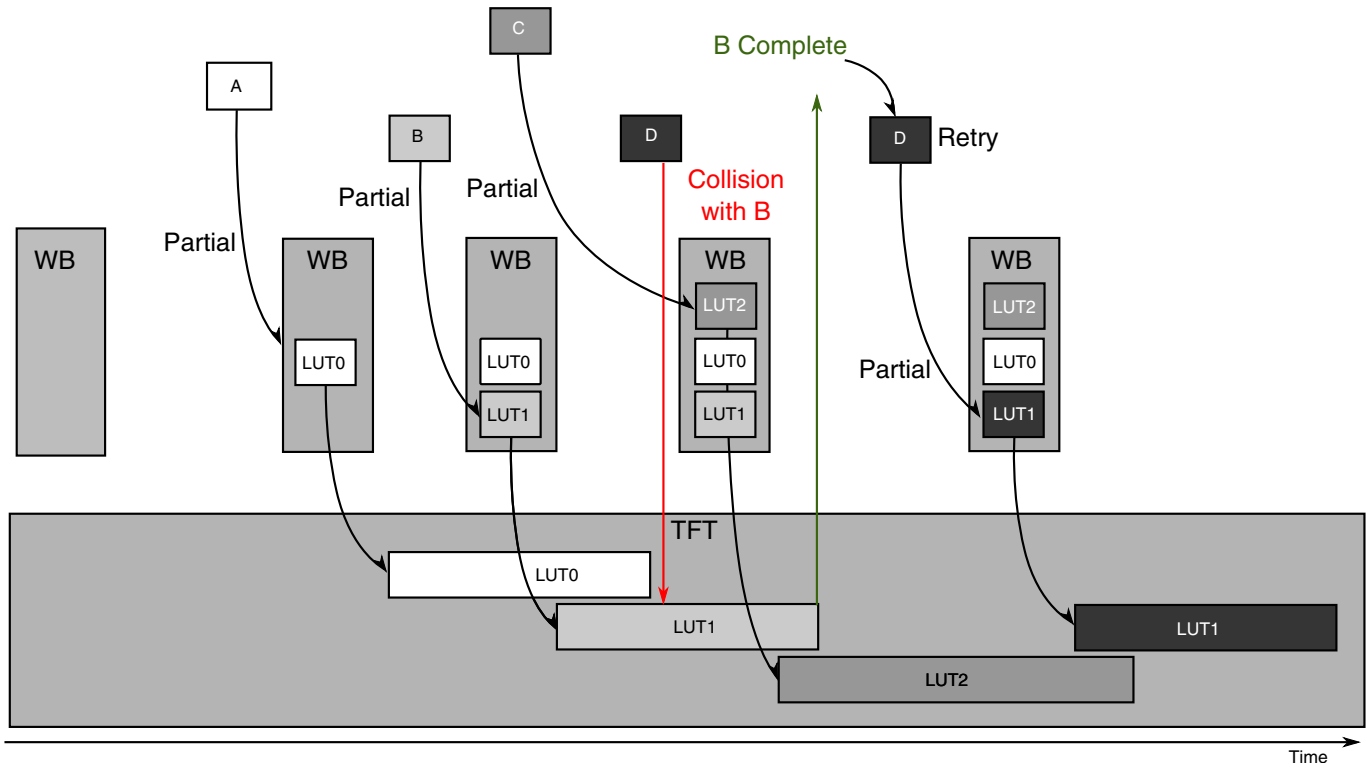 C
B Complete
A
B
D
D
Retry
Partial
Partial
Partial
Collision
with B
Partial
WB
WB
WB
WB
WB
LUT2
LUT2
LUT0
LUT0
LUT0
LUT0
LUT1
LUT1
LUT1
TFT
LUT0
LUT1
LUT1
LUT2
Time